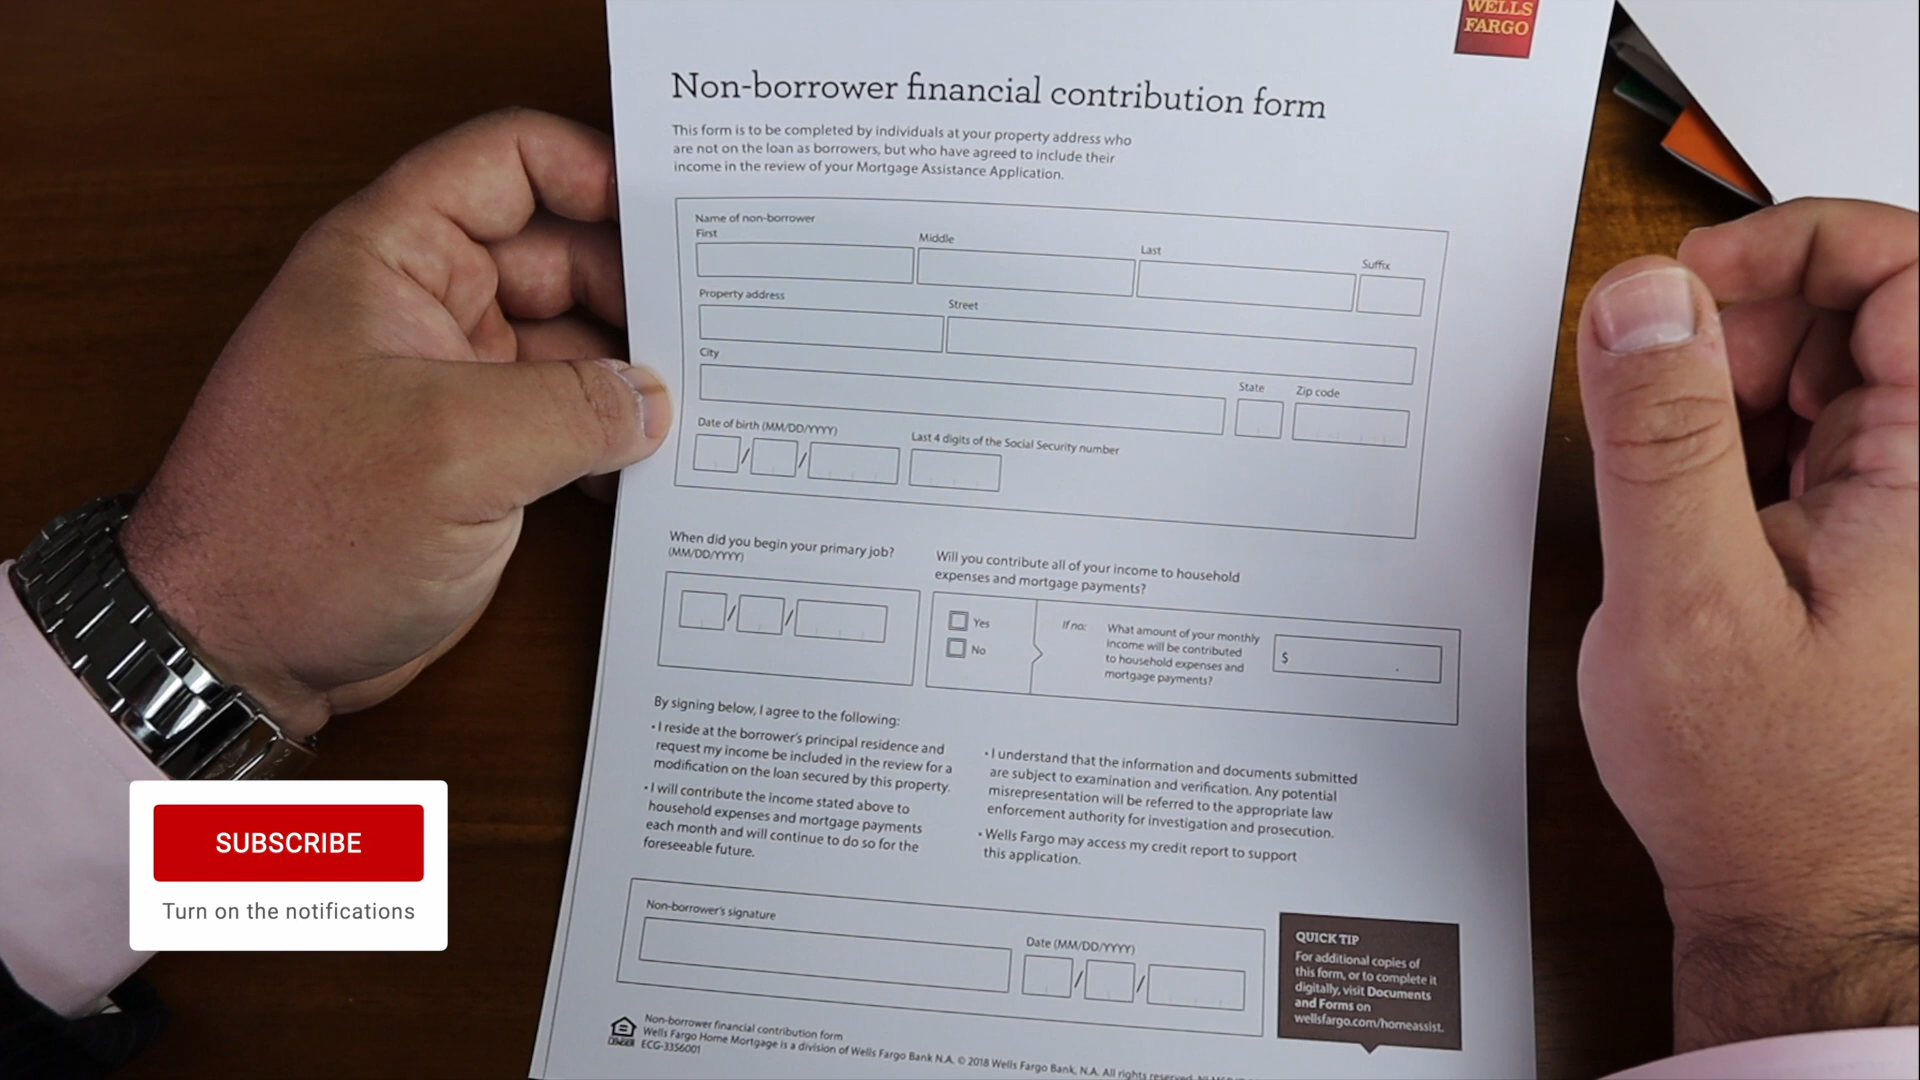 WELLS
FARGO
Non-borrower financial contribution form
This form is to be completed by individuals at your property address who
are not on the loan as borrowers, but who have agreed to include their
income in the review of your Mortgage Assistance Application.
Name of non-borrower
First
Middle
Last
Suffix
Property address
Street
City
State
Zip code
Date of birth (MM/DD/YYYY)
Last 4 digits of the Social Security number
/ /
When did you begin your primary job?
(MM/DD/YYYY)
/ /
Will you contribute all of your income to household
expenses and mortgage payments?
Yes
No
If no:
What amount of your monthly
income will be contributed
to household expenses and
mortgage payments?
$ .
By signing below, I agree to the following:
• I reside at the borrower's principal residence and
request my income be included in the review for a
modification on the loan secured by this property.
• I will contribute the income stated above to
household expenses and mortgage payments
each month and will continue to do so for the
foreseeable future.
• I understand that the information and documents submitted
are subject to examination and verification. Any potential
misrepresentation will be referred to the appropriate law
enforcement authority for investigation and prosecution.
• Wells Fargo may access my credit report to support
this application.
Non-borrower's signature
Date (MM/DD/YYYY)
/ /
QUICK TIP
For additional copies of
this form, or to complete it
digitally, visit Documents
and Forms on
wellsfargo.com/homeassist.
Non-borrower financial contribution form
Wells Fargo Home Mortgage is a division of Wells Fargo Bank N.A. © 2018 Wells Fargo Bank, N.A. All rights reserved.
ECG-3356001
SUBSCRIBE
Turn on the notifications